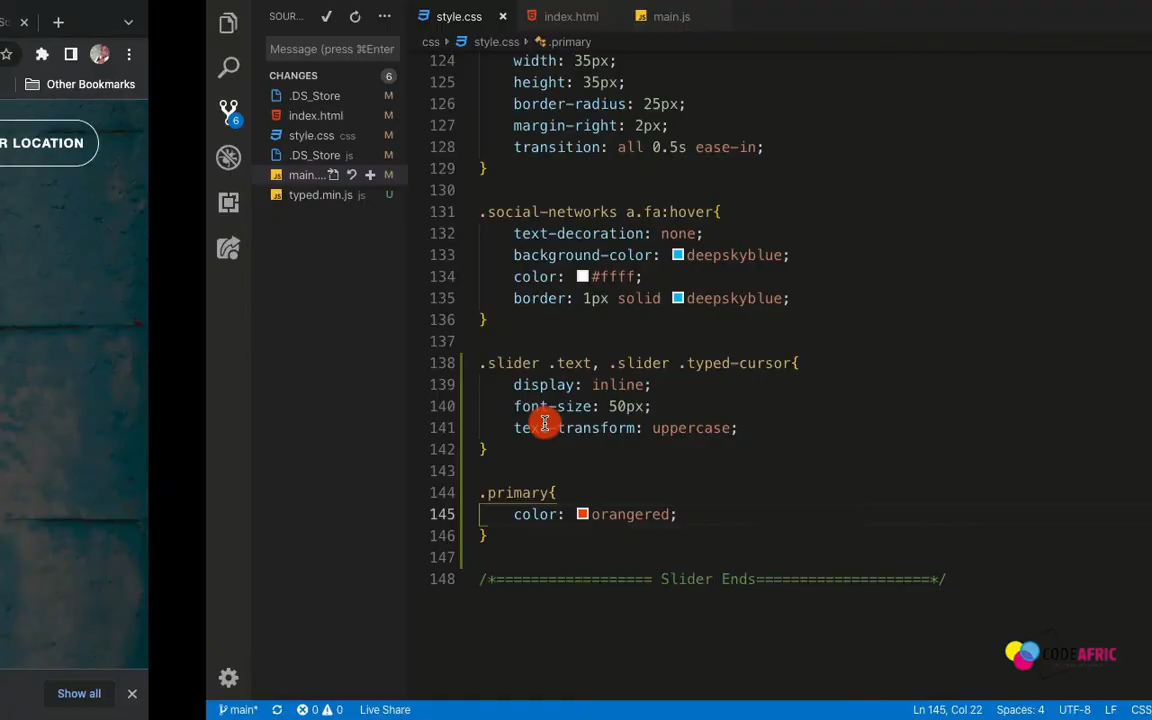 Other Bookmarks
R LOCATION
Show all
SOUR...
Message (press ⌘Enter
CHANGES
6
.DS_Store M
index.html M
style.css css M
.DS_Store js M
main.... M
typed.min.js js U
6
style.css
index.html
main.js
css > style.css > .primary
124 width: 35px;
125 height: 35px;
126 border-radius: 25px;
127 margin-right: 2px;
128 transition: all 0.5s ease-in;
129 }
130
131 .social-networks a.fa:hover{
132 text-decoration: none;
133 background-color: deepskyblue;
134 color: #ffff;
135 border: 1px solid deepskyblue;
136 }
137
138 .slider .text, .slider .typed-cursor{
139 display: inline;
140 font-size: 50px;
141 text-transform: uppercase;
142 }
143
144 .primary{
145 color: orangered;
146 }
147
148 /*================== Slider Ends====================*/
CODEAFRIC
main* 0 0 Live Share
Ln 145, Col 22 Spaces: 4 UTF-8 LF CSS